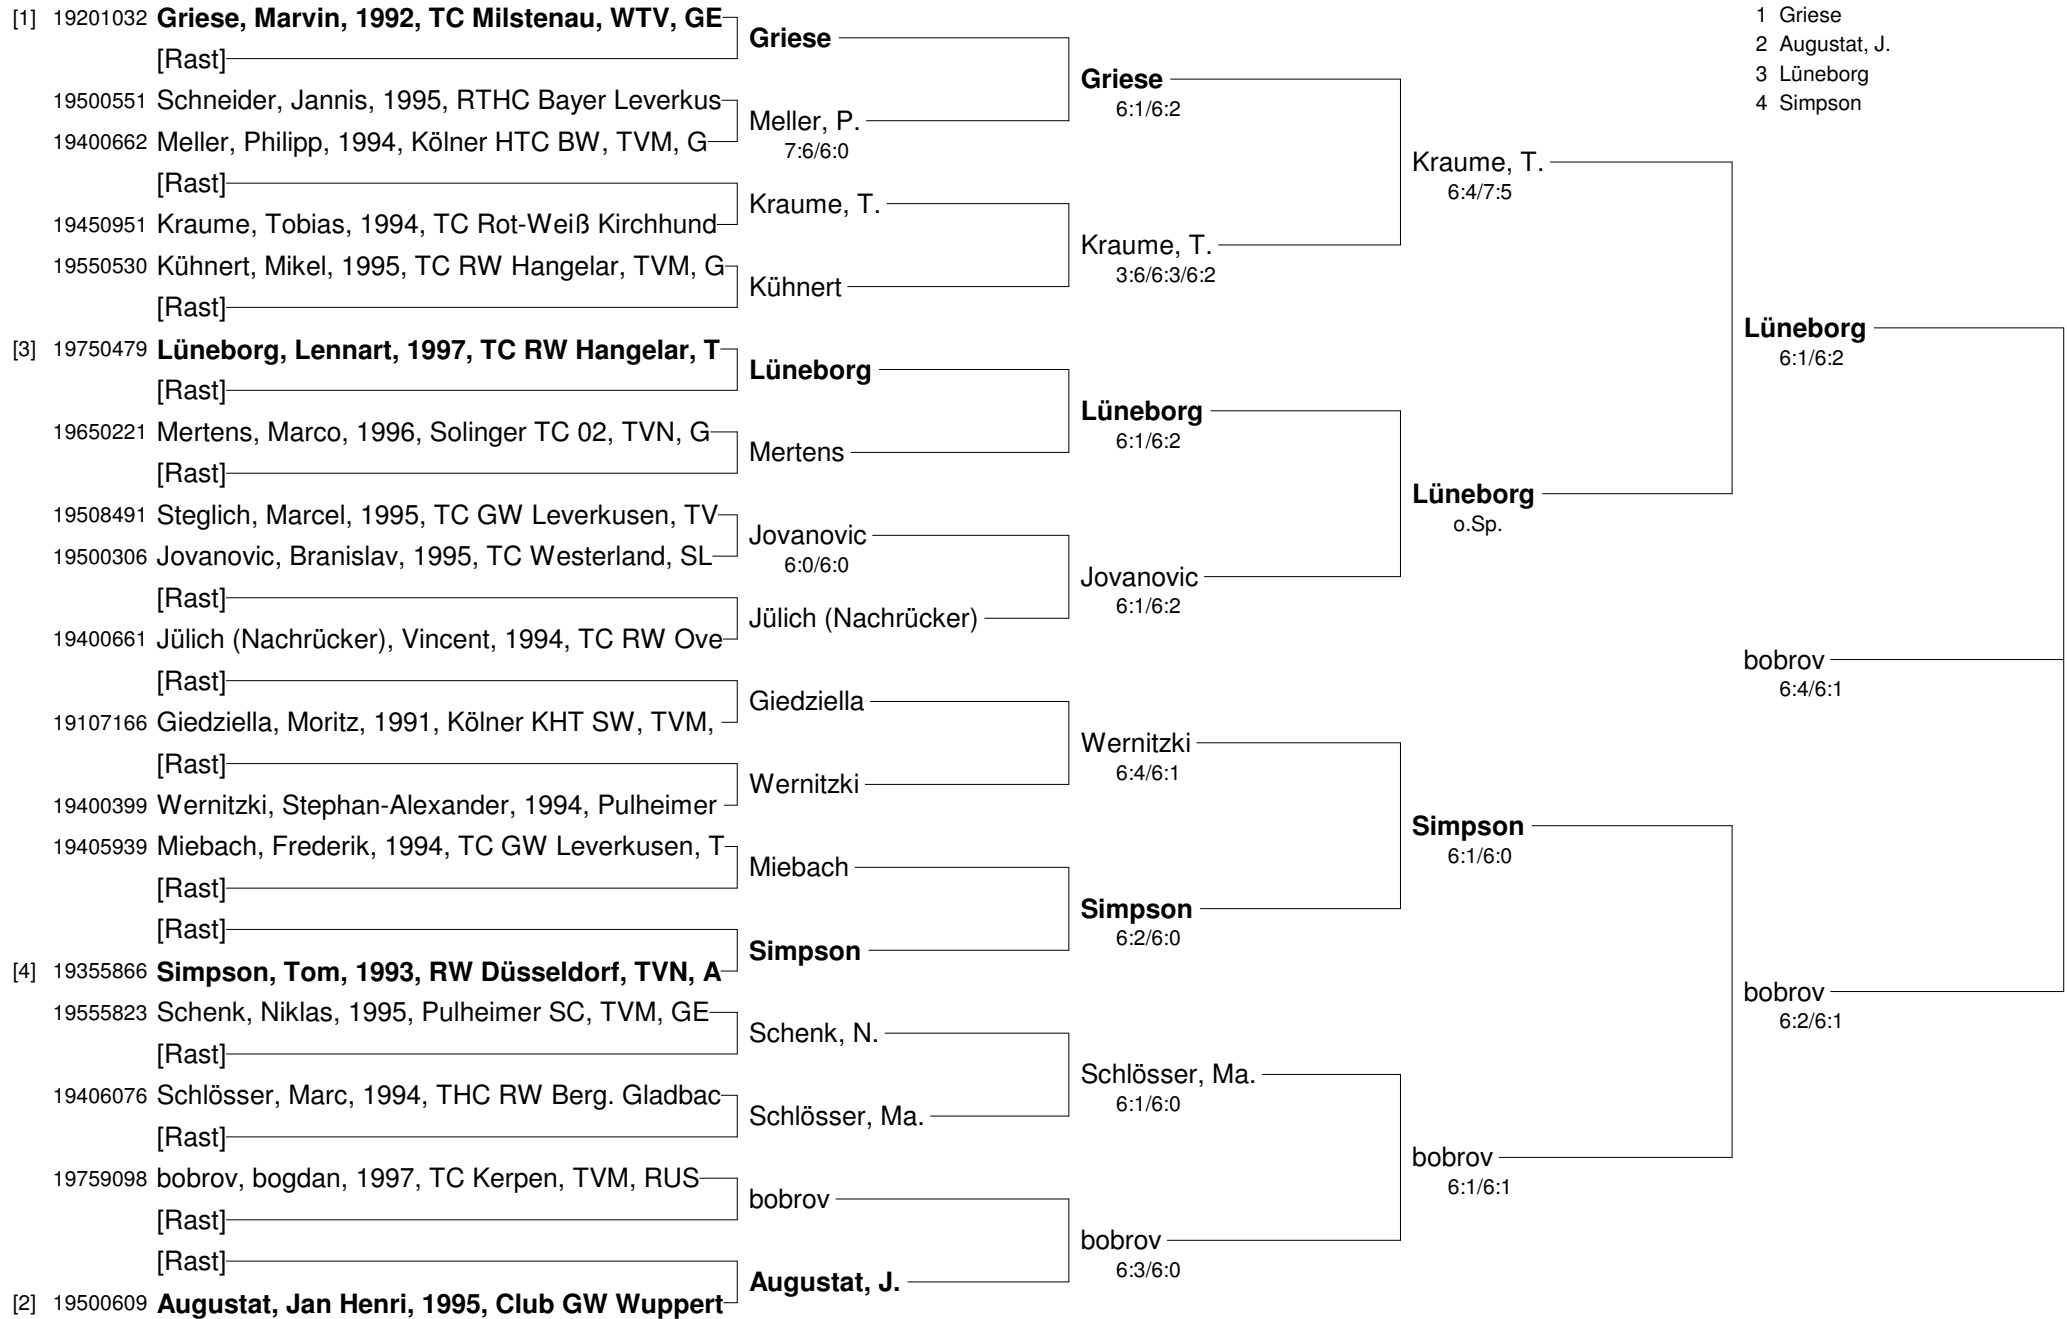 [1] 19201032 Griese, Marvin, 1992, TC Milstenau, WTV, GE
[Rast]
19500551 Schneider, Jannis, 1995, RTHC Bayer Leverkus
19400662 Meller, Philipp, 1994, Kölner HTC BW, TVM, G
[Rast]
19450951 Kraume, Tobias, 1994, TC Rot-Weiß Kirchhund
19550530 Kühnert, Mikel, 1995, TC RW Hangelar, TVM, G
[Rast]
[3] 19750479 Lüneborg, Lennart, 1997, TC RW Hangelar, T
[Rast]
19650221 Mertens, Marco, 1996, Solinger TC 02, TVN, G
[Rast]
19508491 Steglich, Marcel, 1995, TC GW Leverkusen, TV
19500306 Jovanovic, Branislav, 1995, TC Westerland, SL
[Rast]
19400661 Jülich (Nachrücker), Vincent, 1994, TC RW Ove
[Rast]
19107166 Giedziella, Moritz, 1991, Kölner KHT SW, TVM,
[Rast]
19400399 Wernitzki, Stephan-Alexander, 1994, Pulheimer
19405939 Miebach, Frederik, 1994, TC GW Leverkusen, T
[Rast]
[Rast]
[4] 19355866 Simpson, Tom, 1993, RW Düsseldorf, TVN, A
19555823 Schenk, Niklas, 1995, Pulheimer SC, TVM, GE
[Rast]
19406076 Schlösser, Marc, 1994, THC RW Berg. Gladbac
[Rast]
19759098 bobrov, bogdan, 1997, TC Kerpen, TVM, RUS
[Rast]
[Rast]
[2] 19500609 Augustat, Jan Henri, 1995, Club GW Wuppert
Griese
Meller, P.
7:6/6:0
Kraume, T.
Kühnert
Lüneborg
Mertens
Jovanovic
6:0/6:0
Jülich (Nachrücker)
Giedziella
Wernitzki
Miebach
Simpson
Schenk, N.
Schlösser, Ma.
bobrov
Augustat, J.
Griese
6:1/6:2
Kraume, T.
3:6/6:3/6:2
Lüneborg
6:1/6:2
Jovanovic
6:1/6:2
Wernitzki
6:4/6:1
Simpson
6:2/6:0
Schlösser, Ma.
6:1/6:0
bobrov
6:3/6:0
Kraume, T.
6:4/7:5
Lüneborg
o.Sp.
Simpson
6:1/6:0
bobrov
6:1/6:1
Lüneborg
6:1/6:2
bobrov
6:4/6:1
bobrov
6:2/6:1
1 Griese
2 Augustat, J.
3 Lüneborg
4 Simpson